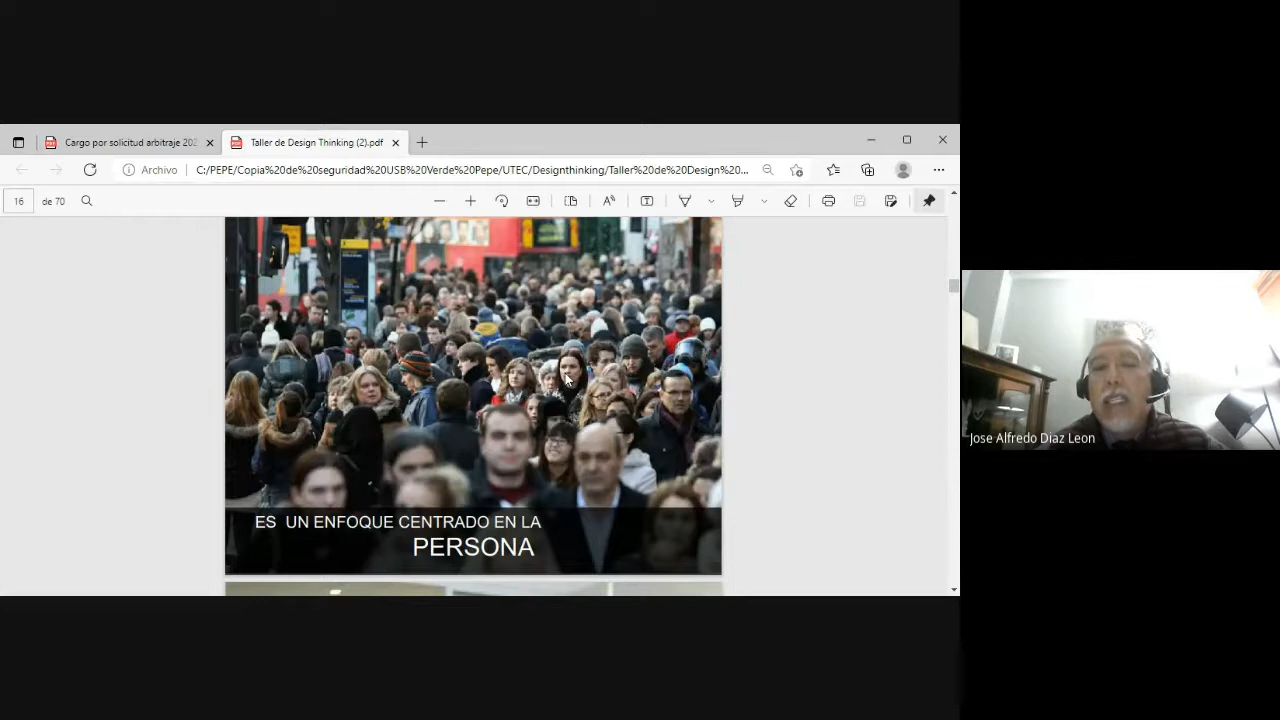 Cargo por solicitud arbitraje 202
Taller de Design Thinking (2).pdf
Archivo
C:/PEPE/Copia%20de%20seguridad%20USB%20Verde%20Pepe/UTEC/Designthinking/Taller%20de%20Design%20...
16 de 70
ES UN ENFOQUE CENTRADO EN LA
PERSONA
Jose Alfredo Diaz Leon